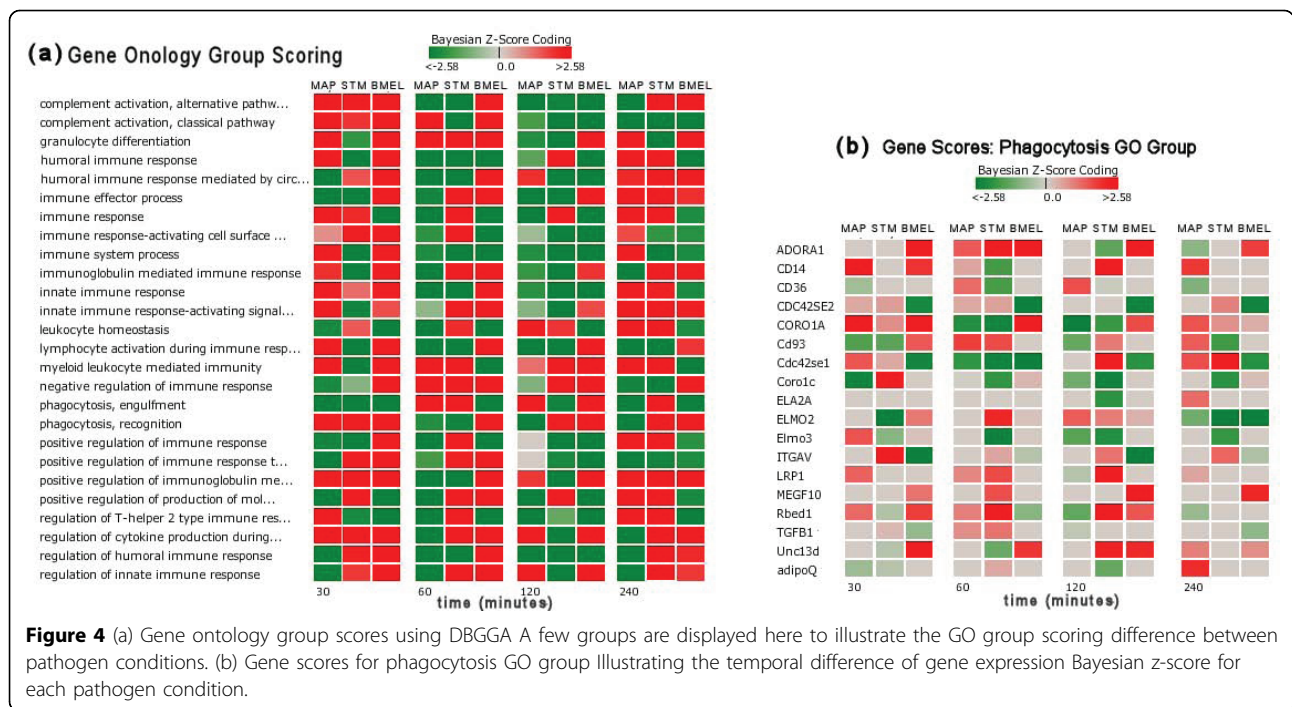 (a) Gene Onology Group Scoring
Bayesian Z-Score Coding
<-2.58 0.0 >2.58
MAP STM BMEL MAP STM BMEL MAP STM BMEL MAP STM BMEL
complement activation, alternative pathw...
complement activation, classical pathway
granulocyte differentiation
humoral immune response
humoral immune response mediated by circ...
immune effector process
immune response
immune response-activating cell surface ...
immune system process
immunoglobulin mediated immune response
innate immune response
innate immune response-activating signal...
leukocyte homeostasis
lymphocyte activation during immune resp...
myeloid leukocyte mediated immunity
negative regulation of immune response
phagocytosis, engulfment
phagocytosis, recognition
positive regulation of immune response
positive regulation of immune response t...
positive regulation of immunoglobulin me...
positive regulation of production of mol...
regulation of T-helper 2 type immune res...
regulation of cytokine production during...
regulation of humoral immune response
regulation of innate immune response
30 60 120 240
time (minutes)
(b) Gene Scores: Phagocytosis GO Group
Bayesian Z-Score Coding
<-2.58 0.0 >2.58
MAP STM BMEL MAP STM BMEL MAP STM BMEL MAP STM BMEL
ADORA1
CD14
CD36
CDC42SE2
CORO1A
Cd93
Cdc42se1
Coro1c
ELA2A
ELMO2
Elmo3
ITGAV
LRP1
MEGF10
Rbed1
TGFB1
Unc13d
adipoQ
30 60 120 240
time (minutes)
Figure 4 (a) Gene ontology group scores using DBGGA A few groups are displayed here to illustrate the GO group scoring difference between
pathogen conditions. (b) Gene scores for phagocytosis GO group Illustrating the temporal difference of gene expression Bayesian z-score for
each pathogen condition.